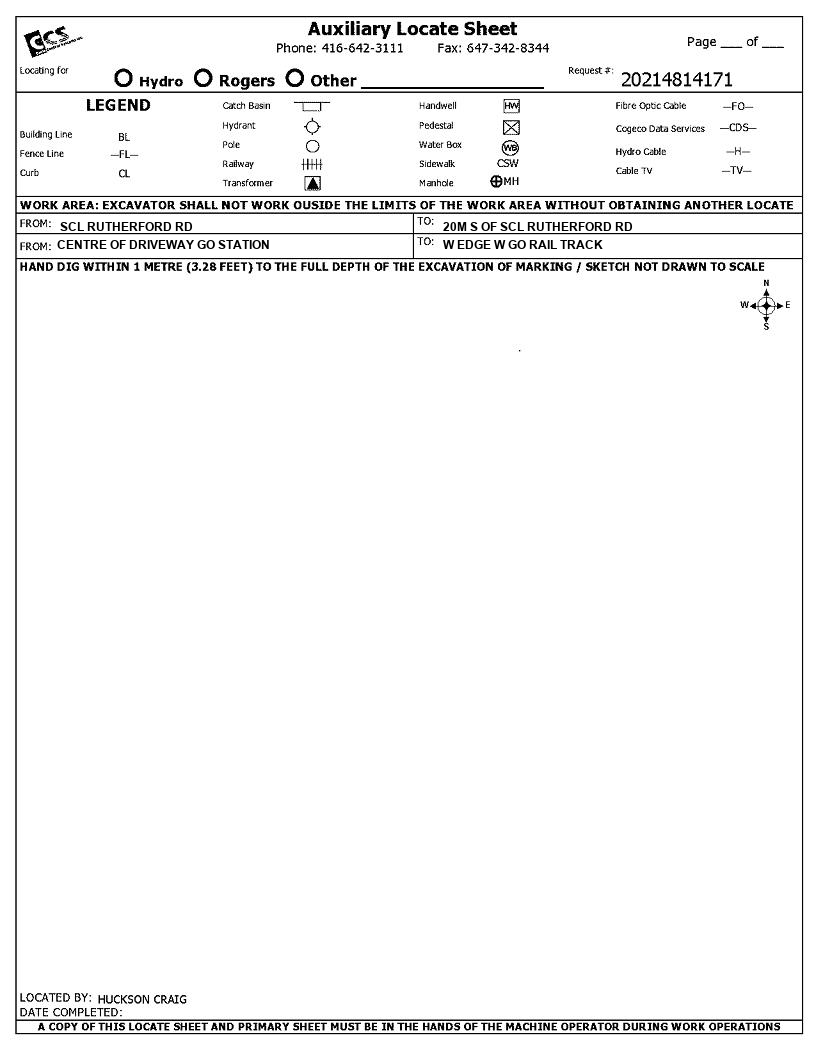 CCS
Auxiliary Locate Sheet
Phone: 416-642-3111 Fax: 647-342-8344
Page ___ of ___
Locating for
Hydro Rogers Other
Request #: 20214814171
LEGEND
Building Line BL
Fence Line —FL—
Curb CL
Catch Basin
Hydrant
Pole
Railway
Transformer
Handwell HW
Pedestal
Water Box WB
Sidewalk CSW
Manhole MH
Fibre Optic Cable —FO—
Cogeco Data Services —CDS—
Hydro Cable —H—
Cable TV —TV—
WORK AREA: EXCAVATOR SHALL NOT WORK OUSIDE THE LIMITS OF THE WORK AREA WITHOUT OBTAINING ANOTHER LOCATE
FROM: SCL RUTHERFORD RD TO: 20M S OF SCL RUTHERFORD RD
FROM: CENTRE OF DRIVEWAY GO STATION TO: W EDGE W GO RAIL TRACK
HAND DIG WITHIN 1 METRE (3.28 FEET) TO THE FULL DEPTH OF THE EXCAVATION OF MARKING / SKETCH NOT DRAWN TO SCALE
N
W E
S
LOCATED BY: HUCKSON CRAIG
DATE COMPLETED:
A COPY OF THIS LOCATE SHEET AND PRIMARY SHEET MUST BE IN THE HANDS OF THE MACHINE OPERATOR DURING WORK OPERATIONS